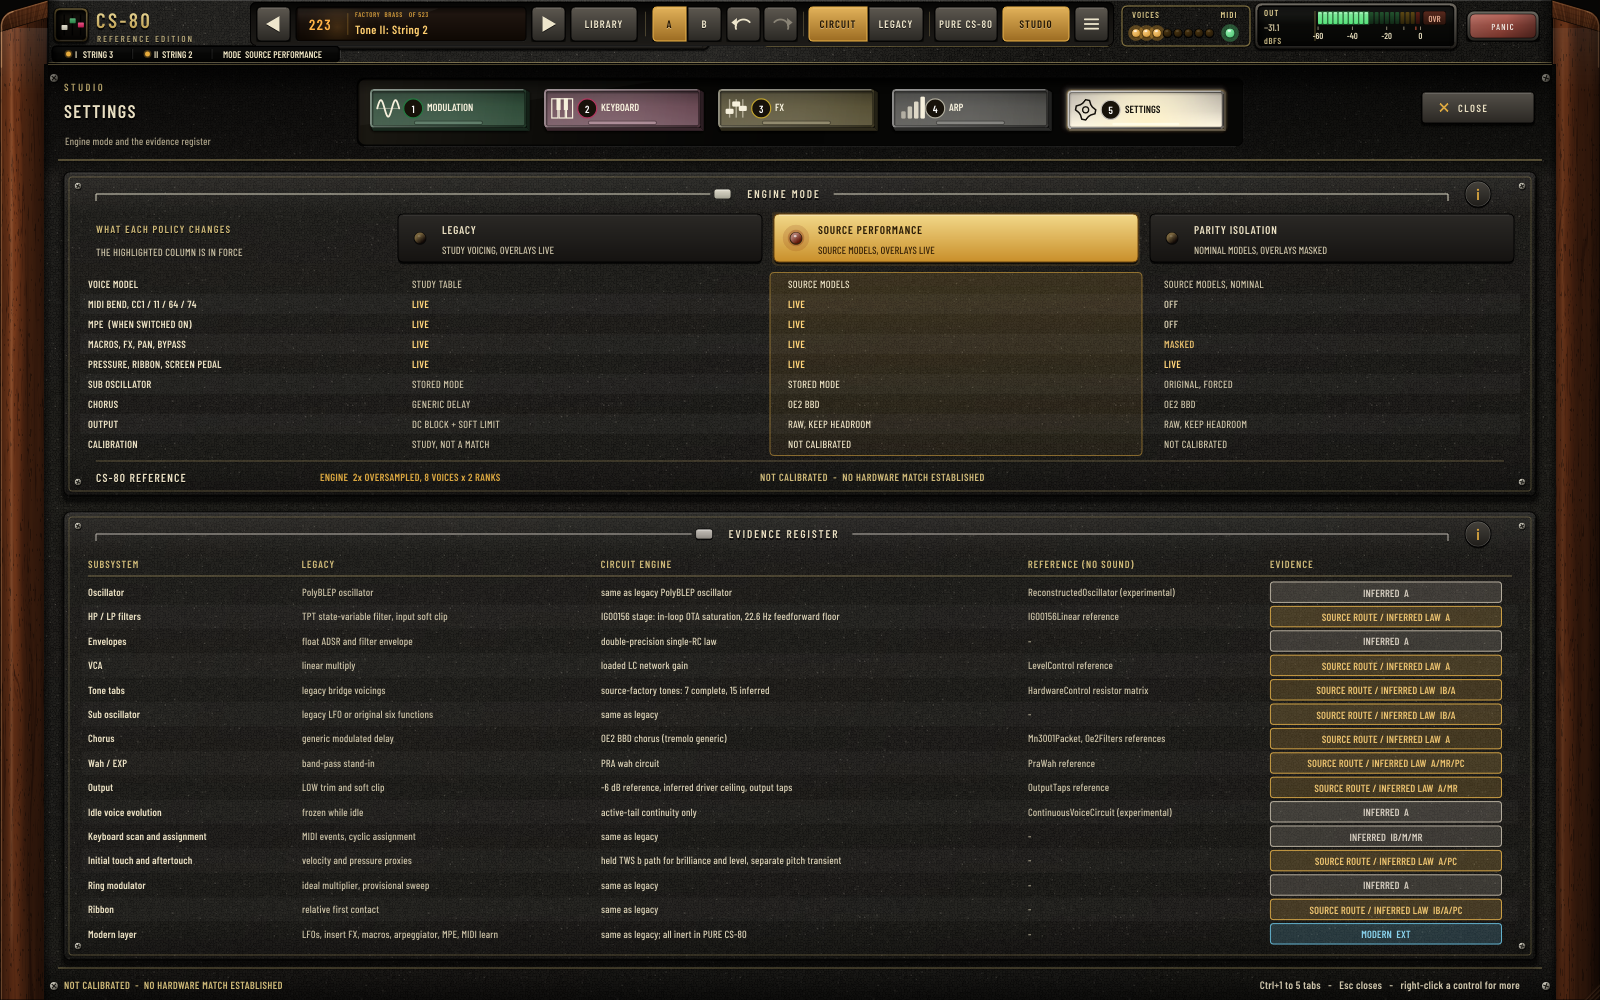 CS-80
REFERENCE EDITION
223
FACTORY BRASS OF 523
Tone II: String 2
LIBRARY
A
B
CIRCUIT
LEGACY
PURE CS-80
STUDIO
VOICES
MIDI
OUT
-31.1
dBFS
-60 -40 -20 0
OVR
PANIC
I STRING 3
II STRING 2
MODE SOURCE PERFORMANCE
STUDIO
SETTINGS
Engine mode and the evidence register
1 MODULATION
2 KEYBOARD
3 FX
4 ARP
5 SETTINGS
CLOSE
ENGINE MODE
i
WHAT EACH POLICY CHANGES
THE HIGHLIGHTED COLUMN IS IN FORCE
LEGACY
STUDY VOICING, OVERLAYS LIVE
SOURCE PERFORMANCE
SOURCE MODELS, OVERLAYS LIVE
PARITY ISOLATION
NOMINAL MODELS, OVERLAYS MASKED
VOICE MODEL STUDY TABLE SOURCE MODELS SOURCE MODELS, NOMINAL
MIDI BEND, CC1 / 11 / 64 / 74 LIVE LIVE OFF
MPE (WHEN SWITCHED ON) LIVE LIVE OFF
MACROS, FX, PAN, BYPASS LIVE LIVE MASKED
PRESSURE, RIBBON, SCREEN PEDAL LIVE LIVE LIVE
SUB OSCILLATOR STORED MODE STORED MODE ORIGINAL, FORCED
CHORUS GENERIC DELAY OE2 BBD OE2 BBD
OUTPUT DC BLOCK + SOFT LIMIT RAW, KEEP HEADROOM RAW, KEEP HEADROOM
CALIBRATION STUDY, NOT A MATCH NOT CALIBRATED NOT CALIBRATED
CS-80 REFERENCE ENGINE 2x OVERSAMPLED, 8 VOICES x 2 RANKS NOT CALIBRATED - NO HARDWARE MATCH ESTABLISHED
EVIDENCE REGISTER
i
SUBSYSTEM LEGACY CIRCUIT ENGINE REFERENCE (NO SOUND) EVIDENCE
Oscillator PolyBLEP oscillator same as legacy PolyBLEP oscillator ReconstructedOscillator (experimental) INFERRED A
HP / LP filters TPT state-variable filter, input soft clip IG00156 stage: in-loop OTA saturation, 22.6 Hz feedforward floor IG00156Linear reference SOURCE ROUTE / INFERRED LAW A
Envelopes float ADSR and filter envelope double-precision single-RC law - INFERRED A
VCA linear multiply loaded LC network gain LevelControl reference SOURCE ROUTE / INFERRED LAW A
Tone tabs legacy bridge voicings source-factory tones: 7 complete, 15 inferred HardwareControl resistor matrix SOURCE ROUTE / INFERRED LAW IB/A
Sub oscillator legacy LFO or original six functions same as legacy - SOURCE ROUTE / INFERRED LAW IB/A
Chorus generic modulated delay OE2 BBD chorus (tremolo generic) Mn3001Packet, Oe2Filters references SOURCE ROUTE / INFERRED LAW A
Wah / EXP band-pass stand-in PRA wah circuit PraWah reference SOURCE ROUTE / INFERRED LAW A/MR/PC
Output LOW trim and soft clip -6 dB reference, inferred driver ceiling, output taps OutputTaps reference SOURCE ROUTE / INFERRED LAW A/MR
Idle voice evolution frozen while idle active-tail continuity only ContinuousVoiceCircuit (experimental) INFERRED A
Keyboard scan and assignment MIDI events, cyclic assignment same as legacy - INFERRED IB/M/MR
Initial touch and aftertouch velocity and pressure proxies held TWS b path for brilliance and level, separate pitch transient - SOURCE ROUTE / INFERRED LAW A/PC
Ring modulator ideal multiplier, provisional sweep same as legacy - INFERRED A
Ribbon relative first contact same as legacy - SOURCE ROUTE / INFERRED LAW IB/A/PC
Modern layer LFOs, insert FX, macros, arpeggiator, MPE, MIDI learn same as legacy; all inert in PURE CS-80 - MODERN EXT
NOT CALIBRATED - NO HARDWARE MATCH ESTABLISHED
Ctrl+1 to 5 tabs - Esc closes - right-click a control for more